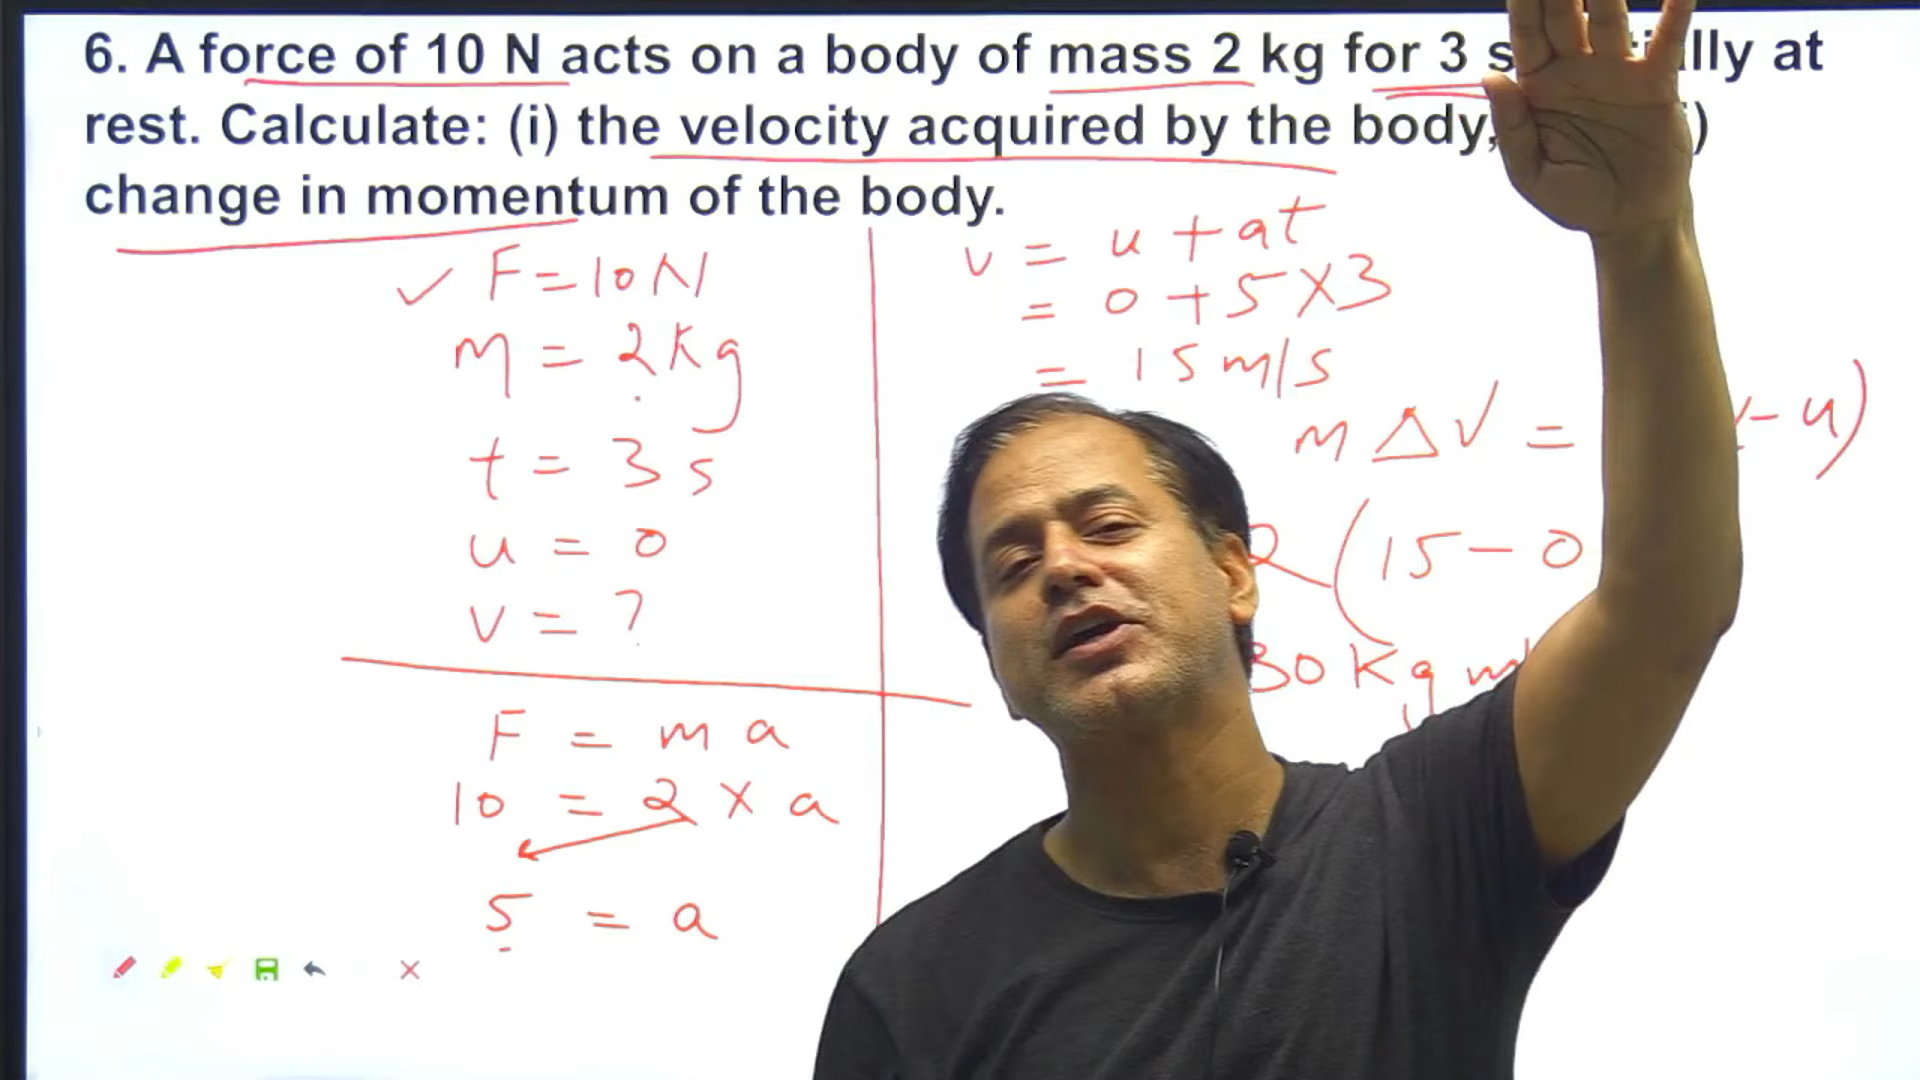 6. A force of 10 N acts on a body of mass 2 kg for 3 s lly at
rest. Calculate: (i) the velocity acquired by the body, )
change in momentum of the body.
✓ F = 10 N
m = 2 kg
t = 3 s
u = 0
v = ?
F = m a
10 = 2 × a
5 = a
v = u + at
= 0 + 5 × 3
= 15 m/s
m Δ V = - u)
2 ( 15 - 0
30 Kg m